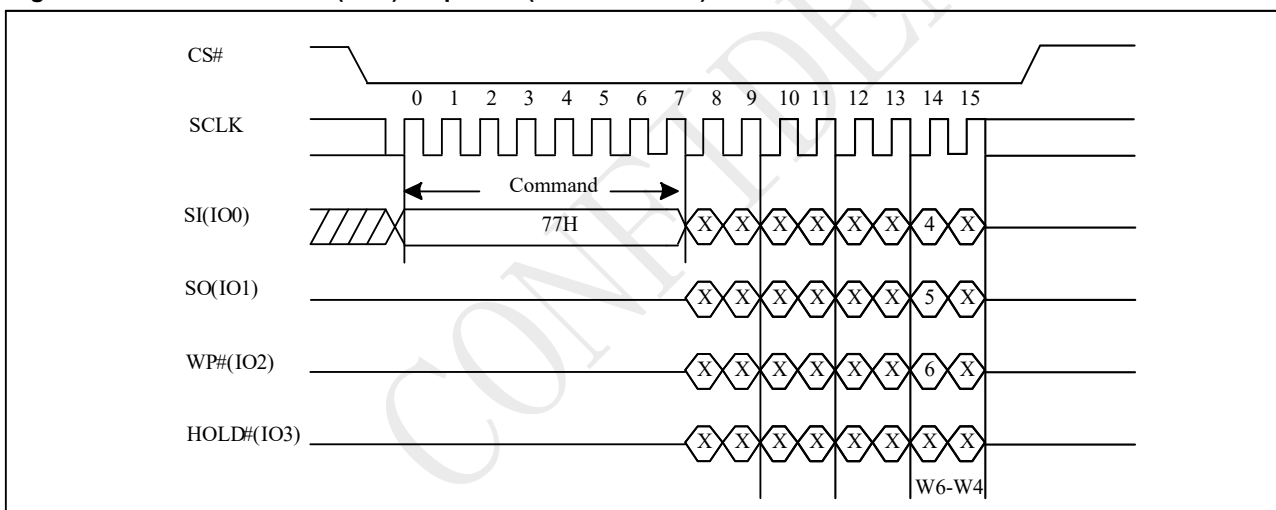 CS#
0 1 2 3 4 5 6 7 8 9 10 11 12 13 14 15
SCLK
Command
SI(IO0) 77H X X X X X X 4 X
SO(IO1) X X X X X X 5 X
WP#(IO2) X X X X X X 6 X
HOLD#(IO3) X X X X X X X X
W6-W4